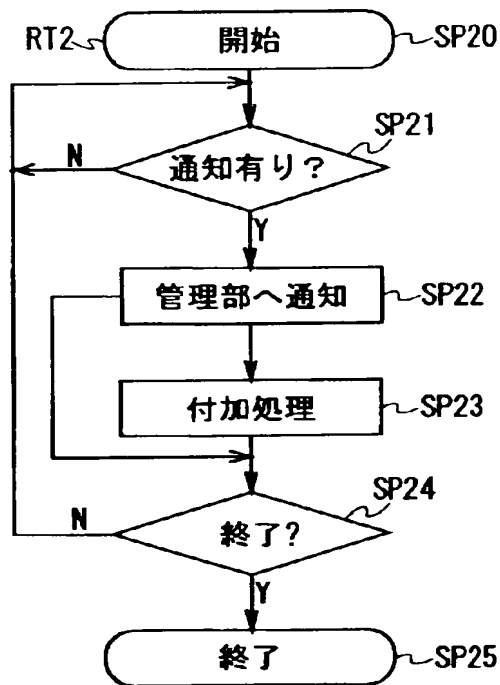 RT2 開始 SP20
SP21
N 通知有り?
Y
管理部へ通知 SP22
付加処理 SP23
SP24
N 終了?
Y
終了 SP25